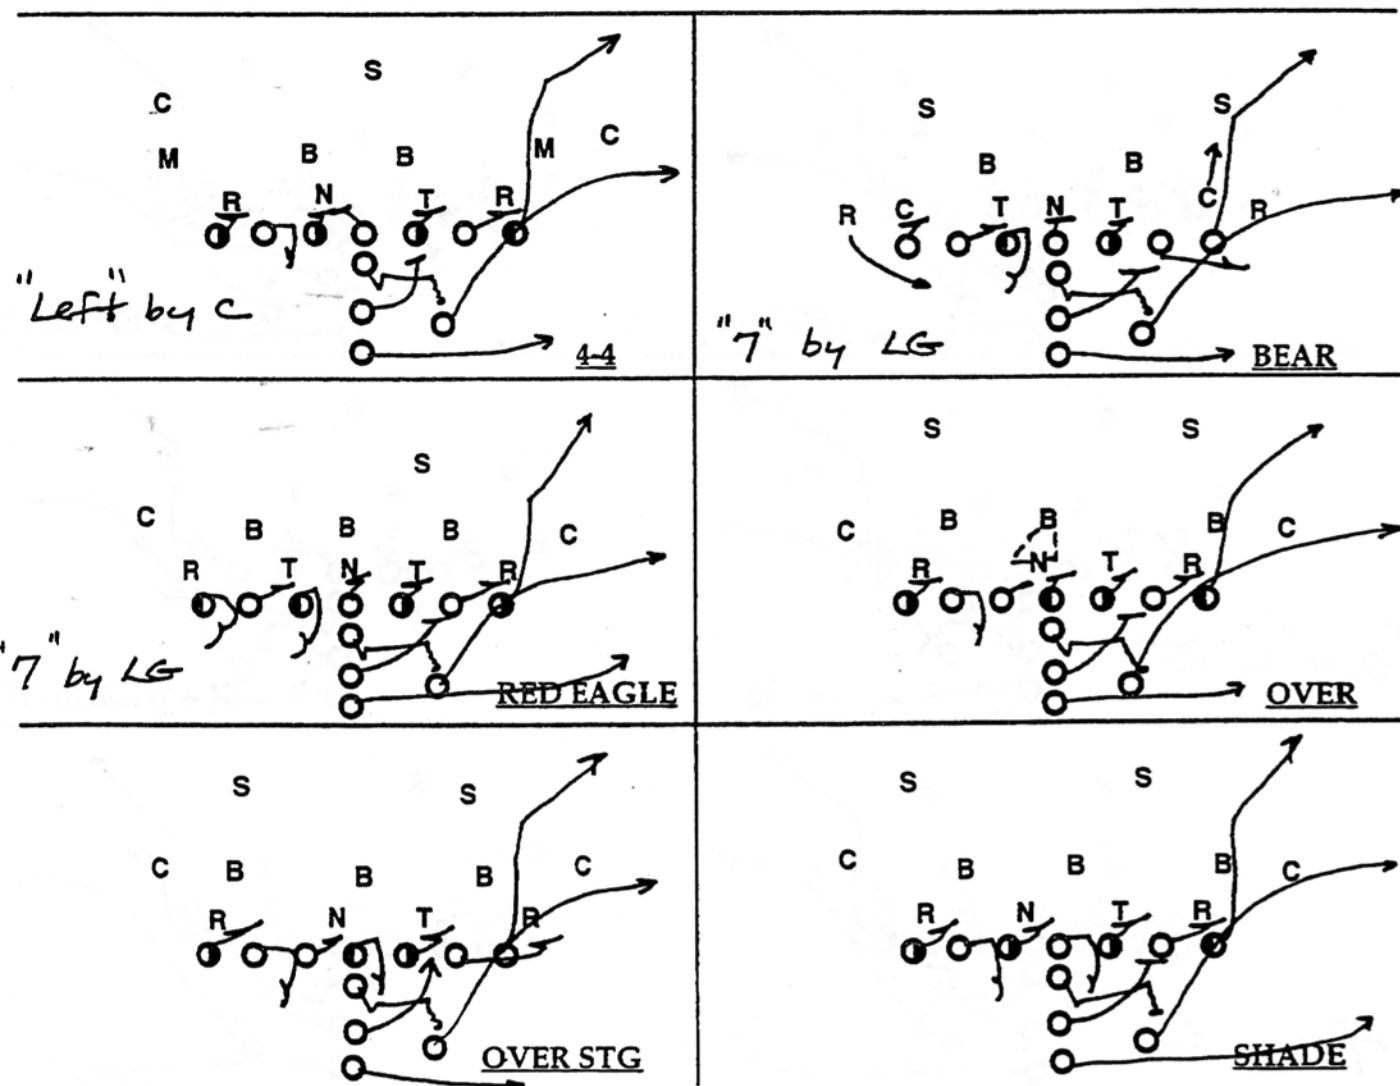 S
C
M B B M C
R N T R
"Left" by C
4-4
S S
B B
R C T N T C R
"7" by LG
BEAR
S
C B B B C
R T N T R
"7" by LG
RED EAGLE
S S
C B B B C
R N T R
OVER
S S
C B B B C
R N T R
OVER STG
S S
C B B B C
R N T R
SHADE